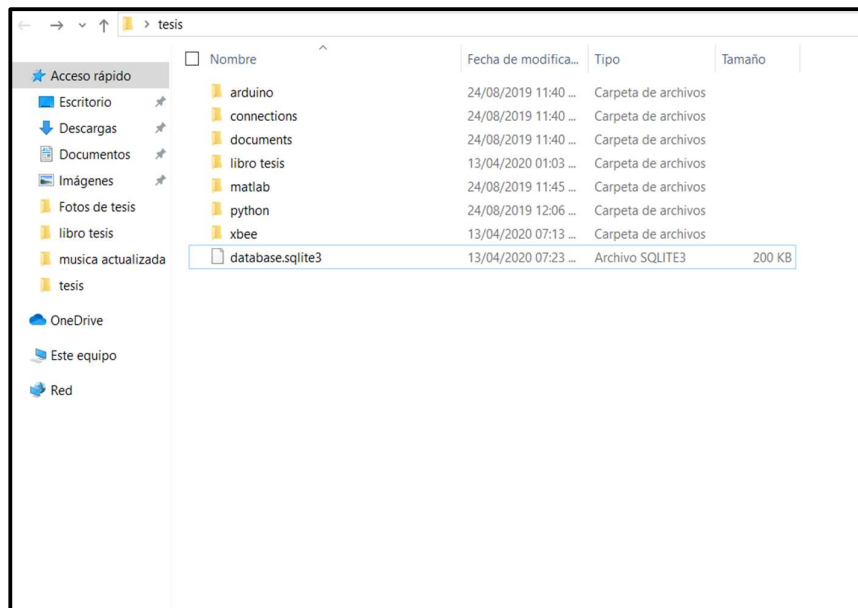 tesis
Nombre Fecha de modifica... Tipo Tamaño
Acceso rápido
Escritorio
Descargas
Documentos
Imágenes
Fotos de tesis
libro tesis
musica actualizada
tesis
OneDrive
Este equipo
Red
arduino 24/08/2019 11:40 ... Carpeta de archivos
connections 24/08/2019 11:40 ... Carpeta de archivos
documents 24/08/2019 11:40 ... Carpeta de archivos
libro tesis 13/04/2020 01:03 ... Carpeta de archivos
matlab 24/08/2019 11:45 ... Carpeta de archivos
python 24/08/2019 12:06 ... Carpeta de archivos
xbee 13/04/2020 07:13 ... Carpeta de archivos
database.sqlite3 13/04/2020 07:23 ... Archivo SQLITE3 200 KB